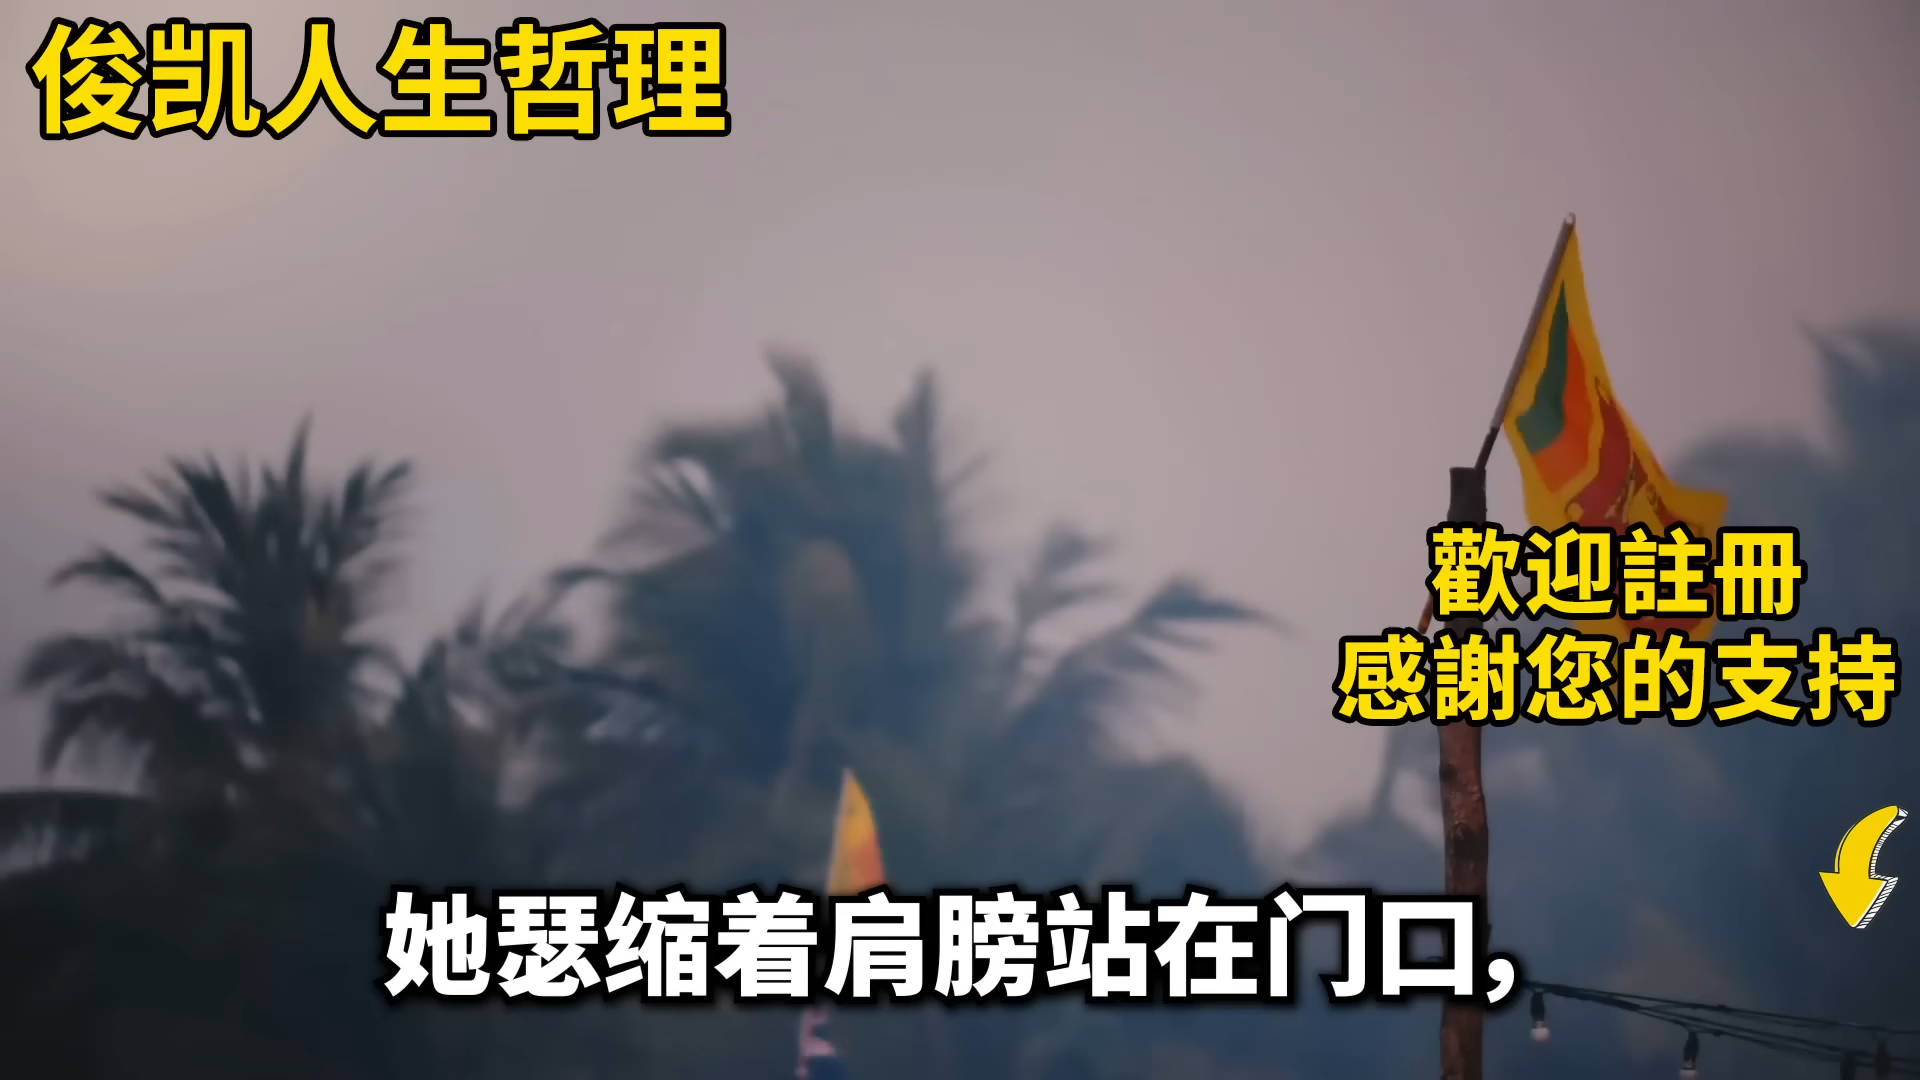 俊凯人生哲理
歡迎註冊
感謝您的支持
她瑟缩着肩膀站在门口,